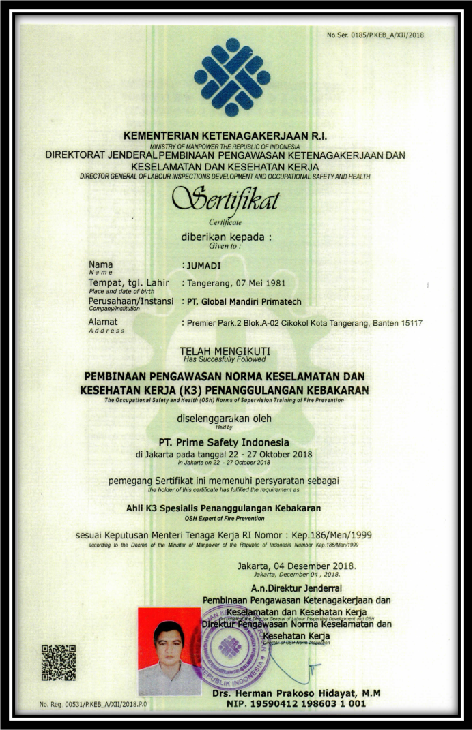 No. Ser. 0185/P.KEB_A/XII/2018.
KEMENTERIAN KETENAGAKERJAAN R.I.
MINISTRY OF MANPOWER THE REPUBLIC OF INDONESIA
DIREKTORAT JENDERALPEMBINAAN PENGAWASAN KETENAGAKERJAAN DAN
KESELAMATAN DAN KESEHATAN KERJA
DIRECTOR GENERAL OF LABOUR INSPECTIONS DEVELOPMENT AND OCCUPATIONAL SAFETY AND HEALTH
Sertifikat
Certificate
diberikan kepada :
Given to :
Nama : JUMADI
Name
Tempat, tgl. Lahir : Tangerang, 07 Mei 1981
Place and date of birth
Perusahaan/Instansi : PT. Global Mandiri Primatech
Company/Institution
Alamat : Premier Park.2 Blok.A-02 Cikokol Kota Tangerang, Banten 15117
Address
TELAH MENGIKUTI
Has Succesfully Followed
PEMBINAAN PENGAWASAN NORMA KESELAMATAN DAN
KESEHATAN KERJA (K3) PENANGGULANGAN KEBAKARAN
The Occupational Safety and Health (OSH) Norms of Supervision Training of Fire Prevention
diselenggarakan oleh
Held by
PT. Prime Safety Indonesia
di Jakarta pada tanggal 22 - 27 Oktober 2018
in Jakarta on 22 - 27 October 2018
pemegang Sertifikat ini memenuhi persyaratan sebagai
the holder of this certificate has fulfilled the requirement as
Ahli K3 Spesialis Penanggulangan Kebakaran
OSH Expert of Fire Prevention
sesuai Keputusan Menteri Tenaga Kerja RI Nomor : Kep.186/Men/1999
according to the Decree of the Minister of Manpower of the Republic of Indonesia Number Kep.186/Men/1999
Jakarta, 04 Desember 2018.
Jakarta, December 04, 2018.
A.n.Direktur Jenderral
Pembinaan Pengawasan Ketenagakerjaan dan
Keselamatan dan Kesehatan Kerja
Direktur Pengawasan Norma Keselamatan dan
Kesehatan Kerja
REPUBLIK INDONESIA
Drs. Herman Prakoso Hidayat, M.M
NIP. 19590412 198603 1 001
No. Reg. 00531/P.KEB_A/XII/2018.P.0